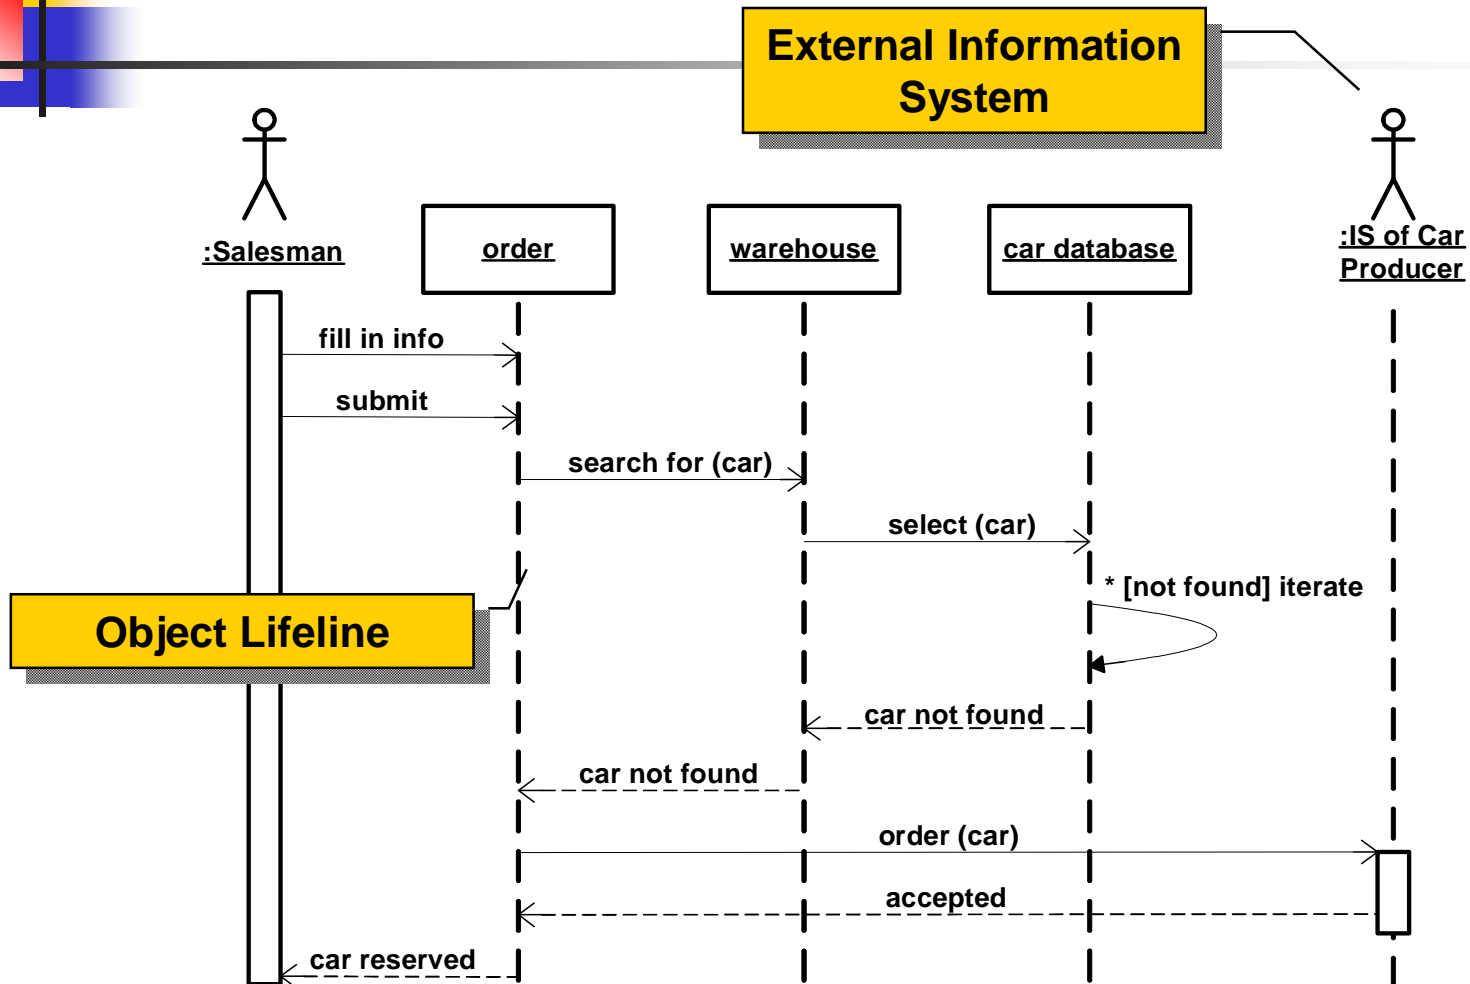 External Information
System
:Salesman
order
warehouse
car database
:IS of Car
Producer
fill in info
submit
search for (car)
select (car)
* [not found] iterate
Object Lifeline
car not found
car not found
order (car)
accepted
car reserved